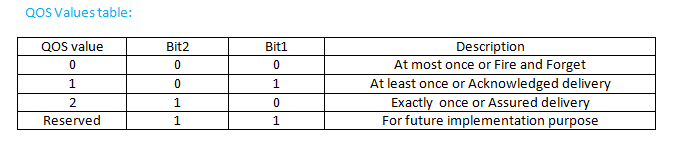 QOS Values table:
QOS value Bit2 Bit1 Description
0 0 0 At most once or Fire and Forget
1 0 1 At least once or Acknowledged delivery
2 1 0 Exactly once or Assured delivery
Reserved 1 1 For future implementation purpose